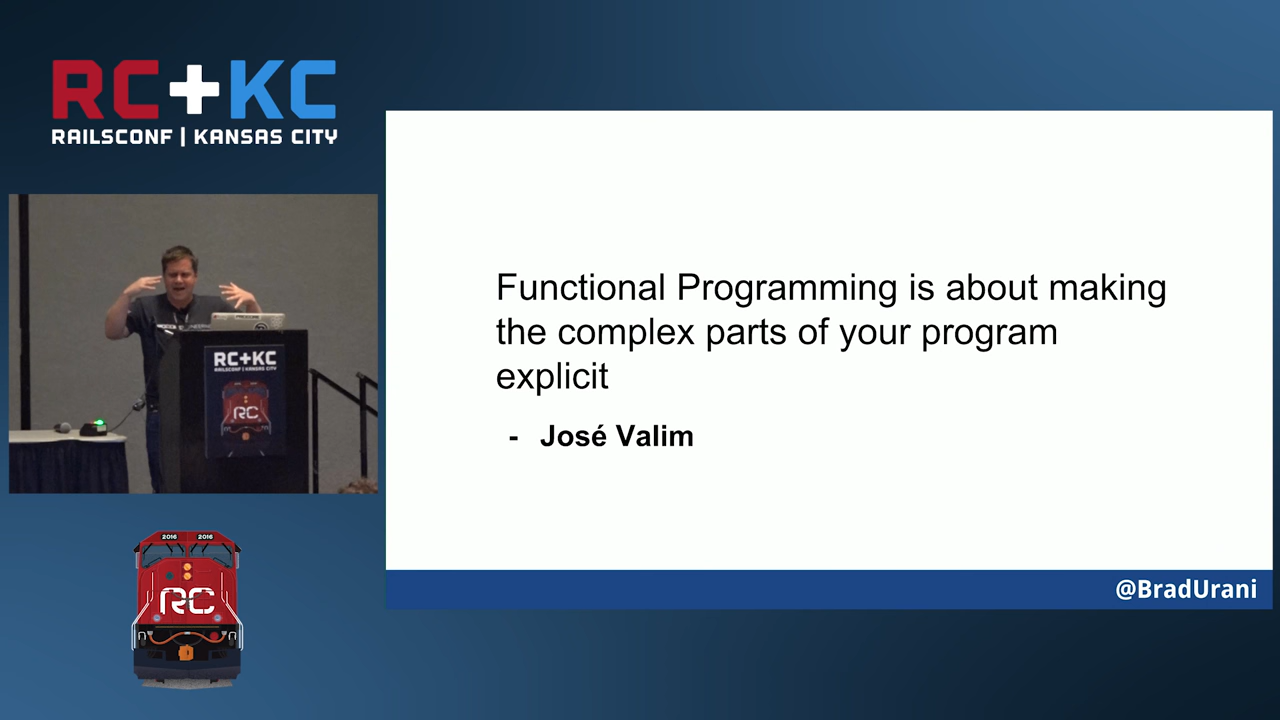 RC+KC
RAILSCONF | KANSAS CITY
RC+KC
RAILSCONF | KANSAS CITY
RC
2016 2016
RC
Functional Programming is about making
the complex parts of your program
explicit
- José Valim
@BradUrani